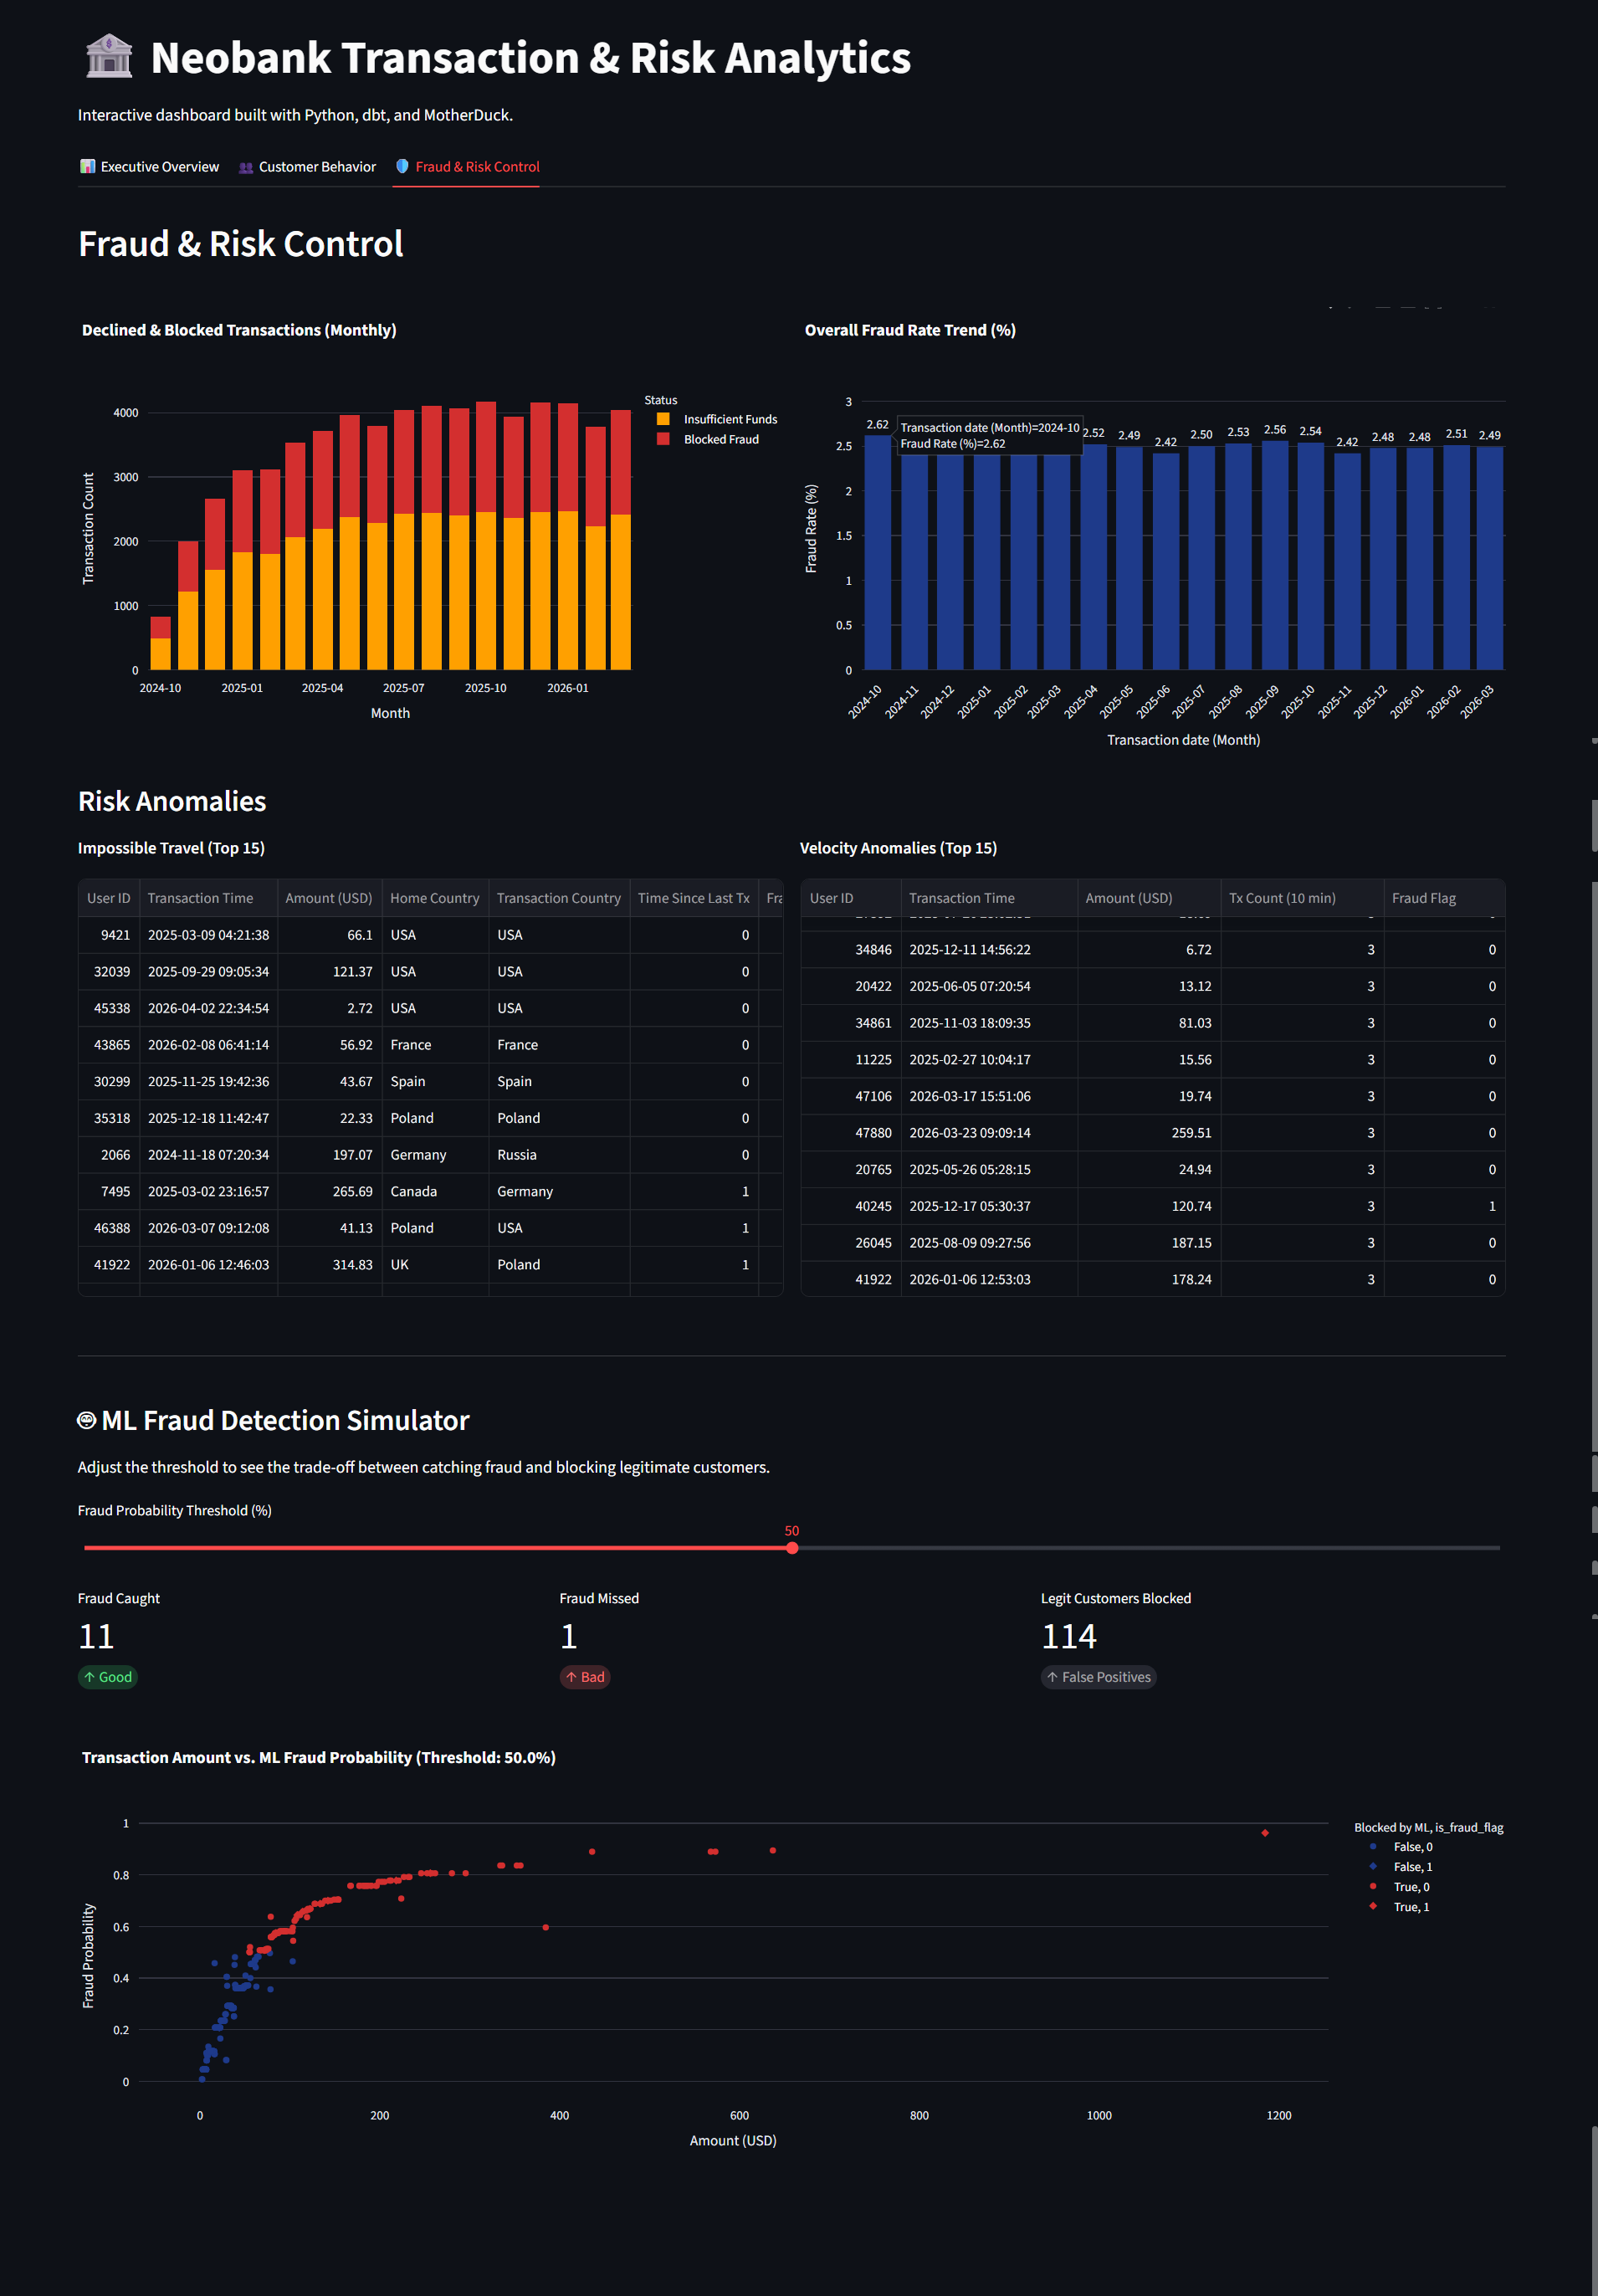 Neobank Transaction & Risk Analytics
Interactive dashboard built with Python, dbt, and MotherDuck.
Executive Overview Customer Behavior Fraud & Risk Control
Fraud & Risk Control
Declined & Blocked Transactions (Monthly)
Status
Insufficient Funds
Blocked Fraud
Transaction Count
4000
3000
2000
1000
0
2024-10 2025-01 2025-04 2025-07 2025-10 2026-01
Month
Overall Fraud Rate Trend (%)
Fraud Rate (%)
3
2.5
2
1.5
1
0.5
0
2.62 2.52 2.49 2.42 2.50 2.53 2.56 2.54 2.42 2.48 2.48 2.51 2.49
Transaction date (Month)=2024-10
Fraud Rate (%)=2.62
2024-10 2024-11 2024-12 2025-01 2025-02 2025-03 2025-04 2025-05 2025-06 2025-07 2025-08 2025-09 2025-10 2025-11 2025-12 2026-01 2026-02 2026-03
Transaction date (Month)
Risk Anomalies
Impossible Travel (Top 15)
User ID Transaction Time Amount (USD) Home Country Transaction Country Time Since Last Tx Fra
9421 2025-03-09 04:21:38 66.1 USA USA 0
32039 2025-09-29 09:05:34 121.37 USA USA 0
45338 2026-04-02 22:34:54 2.72 USA USA 0
43865 2026-02-08 06:41:14 56.92 France France 0
30299 2025-11-25 19:42:36 43.67 Spain Spain 0
35318 2025-12-18 11:42:47 22.33 Poland Poland 0
2066 2024-11-18 07:20:34 197.07 Germany Russia 0
7495 2025-03-02 23:16:57 265.69 Canada Germany 1
46388 2026-03-07 09:12:08 41.13 Poland USA 1
41922 2026-01-06 12:46:03 314.83 UK Poland 1
Velocity Anomalies (Top 15)
User ID Transaction Time Amount (USD) Tx Count (10 min) Fraud Flag
34846 2025-12-11 14:56:22 6.72 3 0
20422 2025-06-05 07:20:54 13.12 3 0
34861 2025-11-03 18:09:35 81.03 3 0
11225 2025-02-27 10:04:17 15.56 3 0
47106 2026-03-17 15:51:06 19.74 3 0
47880 2026-03-23 09:09:14 259.51 3 0
20765 2025-05-26 05:28:15 24.94 3 0
40245 2025-12-17 05:30:37 120.74 3 1
26045 2025-08-09 09:27:56 187.15 3 0
41922 2026-01-06 12:53:03 178.24 3 0
ML Fraud Detection Simulator
Adjust the threshold to see the trade-off between catching fraud and blocking legitimate customers.
Fraud Probability Threshold (%)
50
Fraud Caught
11
↑ Good
Fraud Missed
1
↑ Bad
Legit Customers Blocked
114
↑ False Positives
Transaction Amount vs. ML Fraud Probability (Threshold: 50.0%)
Fraud Probability
1
0.8
0.6
0.4
0.2
0
0 200 400 600 800 1000 1200
Amount (USD)
Blocked by ML, is_fraud_flag
False, 0
False, 1
True, 0
True, 1